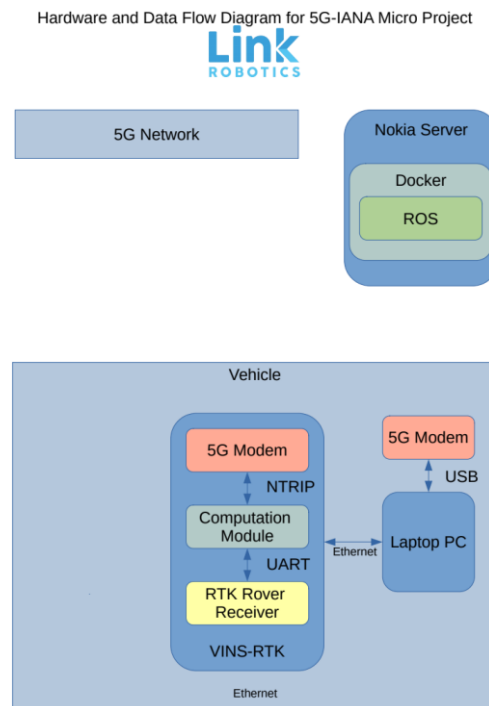 Hardware and Data Flow Diagram for 5G-IANA Micro Project
Link
ROBOTICS
5G Network
Nokia Server
Docker
ROS
Vehicle
5G Modem
NTRIP
Computation
Module
UART
RTK Rover
Receiver
VINS-RTK
Ethernet
5G Modem
USB
Laptop PC
Ethernet